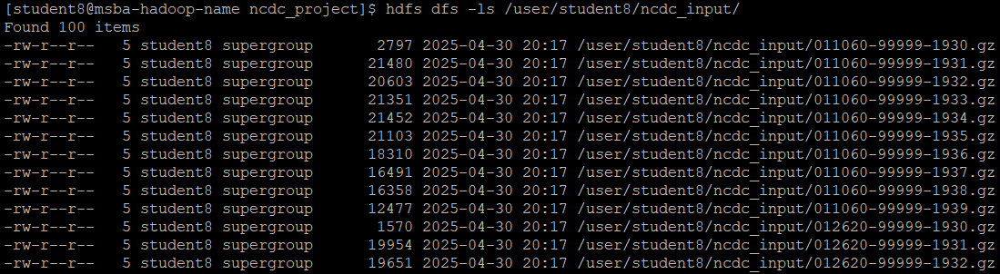 [student8@msba-hadoop-name ncdc_project]$ hdfs dfs -ls /user/student8/ncdc_input/
Found 100 items
-rw-r--r--   5 student8 supergroup       2797 2025-04-30 20:17 /user/student8/ncdc_input/011060-99999-1930.gz
-rw-r--r--   5 student8 supergroup      21480 2025-04-30 20:17 /user/student8/ncdc_input/011060-99999-1931.gz
-rw-r--r--   5 student8 supergroup      20603 2025-04-30 20:17 /user/student8/ncdc_input/011060-99999-1932.gz
-rw-r--r--   5 student8 supergroup      21351 2025-04-30 20:17 /user/student8/ncdc_input/011060-99999-1933.gz
-rw-r--r--   5 student8 supergroup      21452 2025-04-30 20:17 /user/student8/ncdc_input/011060-99999-1934.gz
-rw-r--r--   5 student8 supergroup      21103 2025-04-30 20:17 /user/student8/ncdc_input/011060-99999-1935.gz
-rw-r--r--   5 student8 supergroup      18310 2025-04-30 20:17 /user/student8/ncdc_input/011060-99999-1936.gz
-rw-r--r--   5 student8 supergroup      16491 2025-04-30 20:17 /user/student8/ncdc_input/011060-99999-1937.gz
-rw-r--r--   5 student8 supergroup      16358 2025-04-30 20:17 /user/student8/ncdc_input/011060-99999-1938.gz
-rw-r--r--   5 student8 supergroup      12477 2025-04-30 20:17 /user/student8/ncdc_input/011060-99999-1939.gz
-rw-r--r--   5 student8 supergroup       1570 2025-04-30 20:17 /user/student8/ncdc_input/012620-99999-1930.gz
-rw-r--r--   5 student8 supergroup      19954 2025-04-30 20:17 /user/student8/ncdc_input/012620-99999-1931.gz
-rw-r--r--   5 student8 supergroup      19651 2025-04-30 20:17 /user/student8/ncdc_input/012620-99999-1932.gz